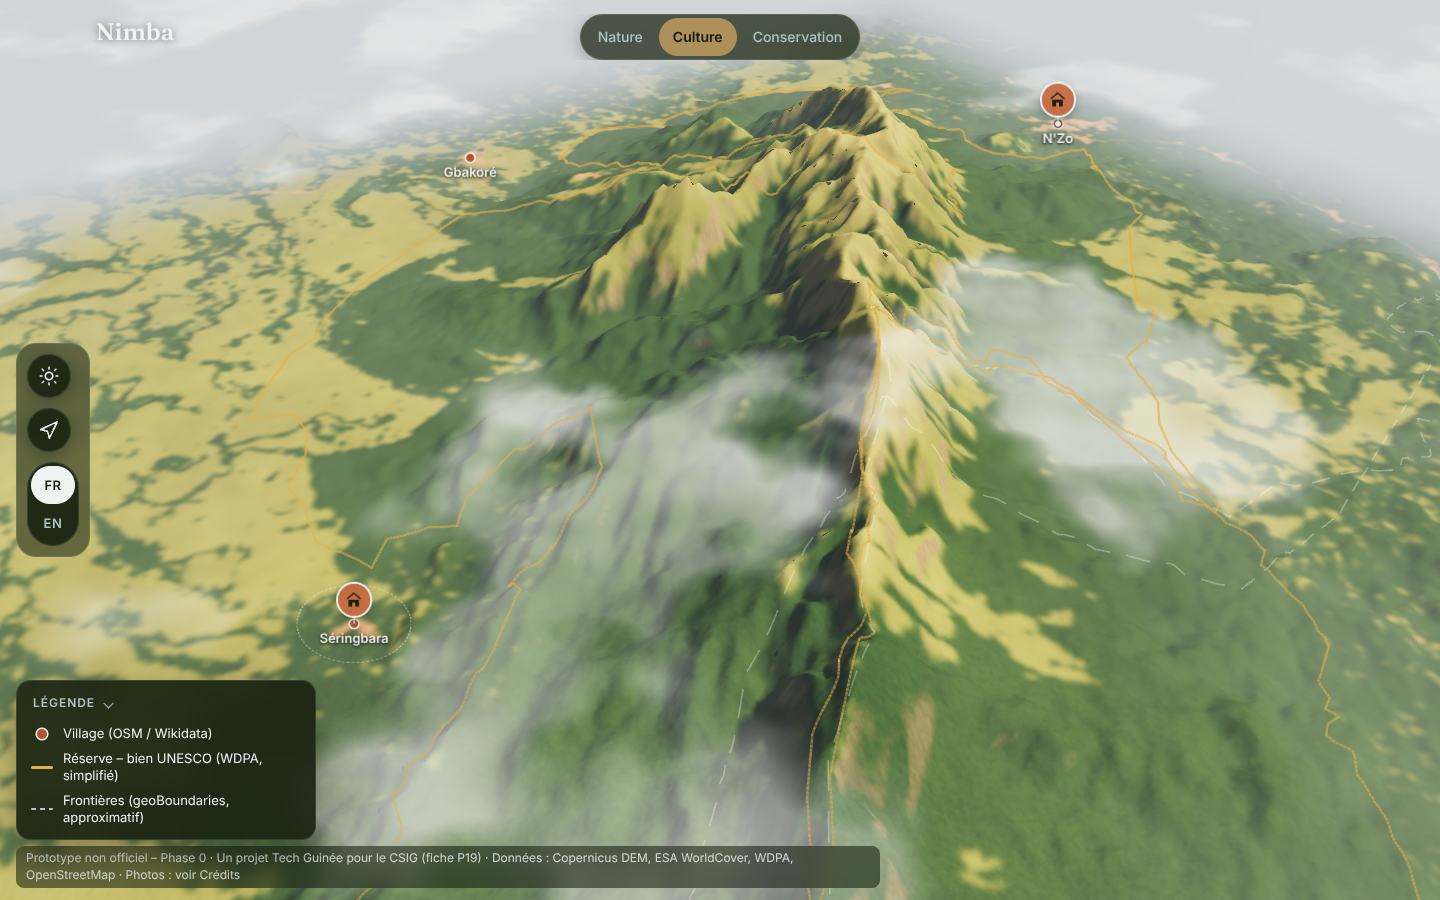 Nimba
Nature
Culture
Conservation
N'Zo
Gbakoré
FR
EN
Séringbara
LÉGENDE
Village (OSM / Wikidata)
Réserve – bien UNESCO (WDPA,
simplifié)
Frontières (geoBoundaries,
approximatif)
Prototype non officiel – Phase 0 · Un projet Tech Guinée pour le CSIG (fiche P19) · Données : Copernicus DEM, ESA WorldCover, WDPA,
OpenStreetMap · Photos : voir Crédits